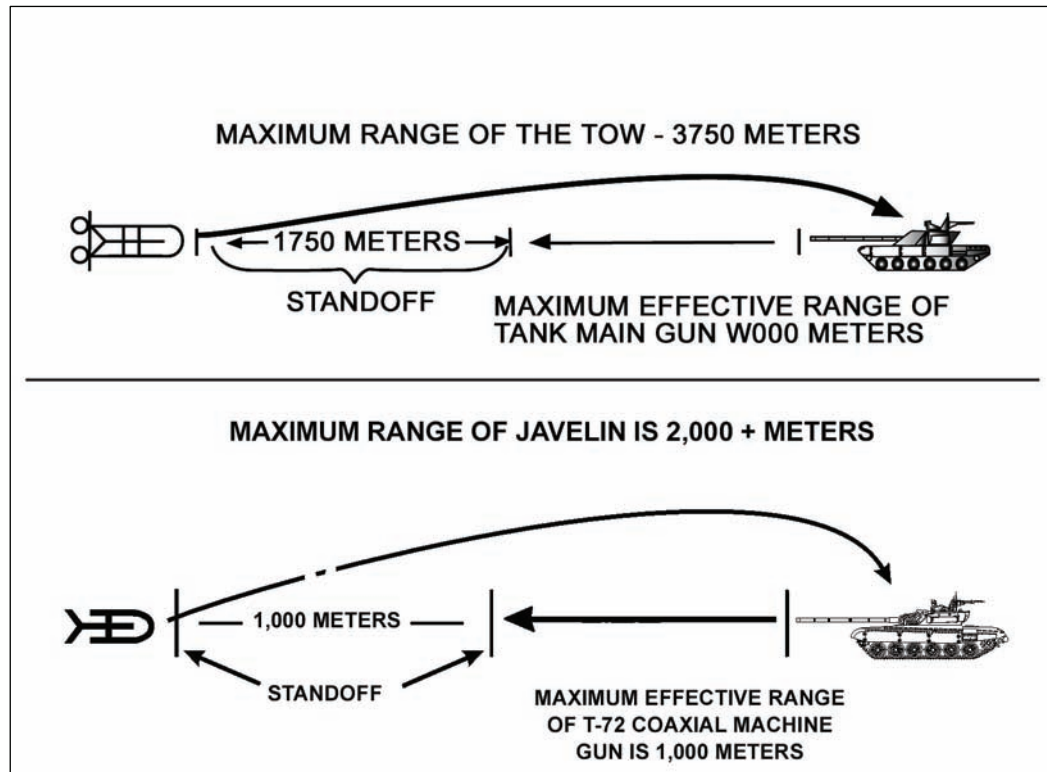 MAXIMUM RANGE OF THE TOW - 3750 METERS
1750 METERS
STANDOFF
MAXIMUM EFFECTIVE RANGE OF
TANK MAIN GUN W000 METERS
MAXIMUM RANGE OF JAVELIN IS 2,000 + METERS
1,000 METERS
STANDOFF
MAXIMUM EFFECTIVE RANGE
OF T-72 COAXIAL MACHINE
GUN IS 1,000 METERS